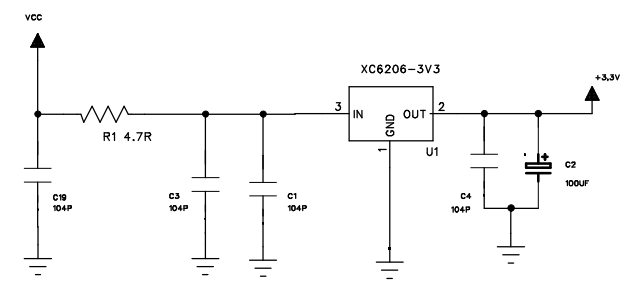 VCC
+3.3V
XC6206-3V3
3
IN
OUT
2
GND
1
U1
R1 4.7R
C19
104P
C3
104P
C1
104P
C4
104P
+
C2
100UF